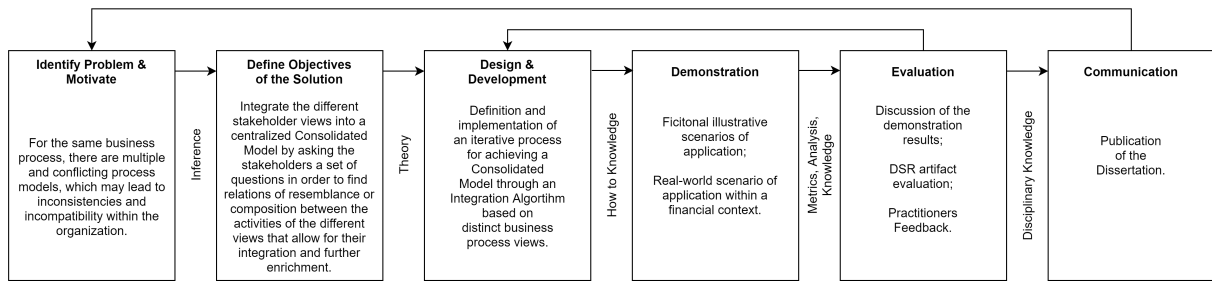 Identify Problem &
Motivate
For the same business
process, there are multiple
and conflicting process
models, which may lead to
inconsistencies and
incompatibility within the
organization.
Inference
Define Objectives
of the Solution
Integrate the different
stakeholder views into a
centralized Consolidated
Model by asking the
stakeholders a set of
questions in order to find
relations of resemblance or
composition between the
activities of the different
views that allow for their
integration and further
enrichment.
Theory
Design &
Development
Definition and
implementation of
an iterative process
for achieving a
Consolidated
Model through an
Integration Algortihm
based on
distinct business
process views.
How to Knowledge
Demonstration
Ficitonal illustrative
scenarios of
application;
Real-world scenario of
application within a
financial context.
Metrics, Analysis,
Knowledge
Evaluation
Discussion of the
demonstration
results;
DSR artifact
evaluation;
Practitioners
Feedback.
Disciplinary Knowledge
Communication
Publication
of the
Dissertation.